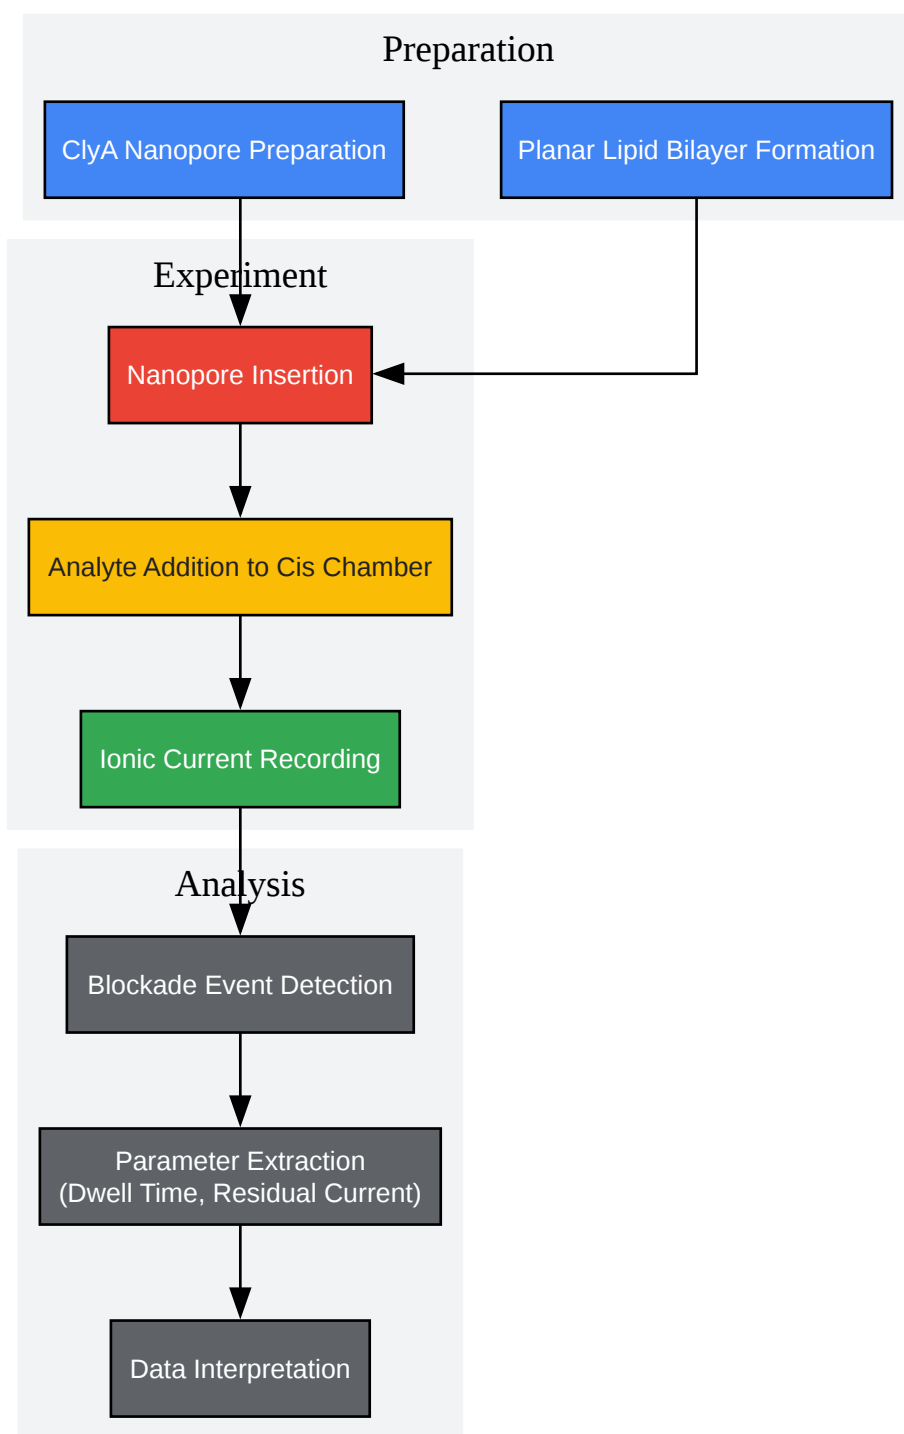 Preparation
ClyA Nanopore Preparation
Planar Lipid Bilayer Formation
Experiment
Nanopore Insertion
Analyte Addition to Cis Chamber
Ionic Current Recording
Analysis
Blockade Event Detection
Parameter Extraction
(Dwell Time, Residual Current)
Data Interpretation